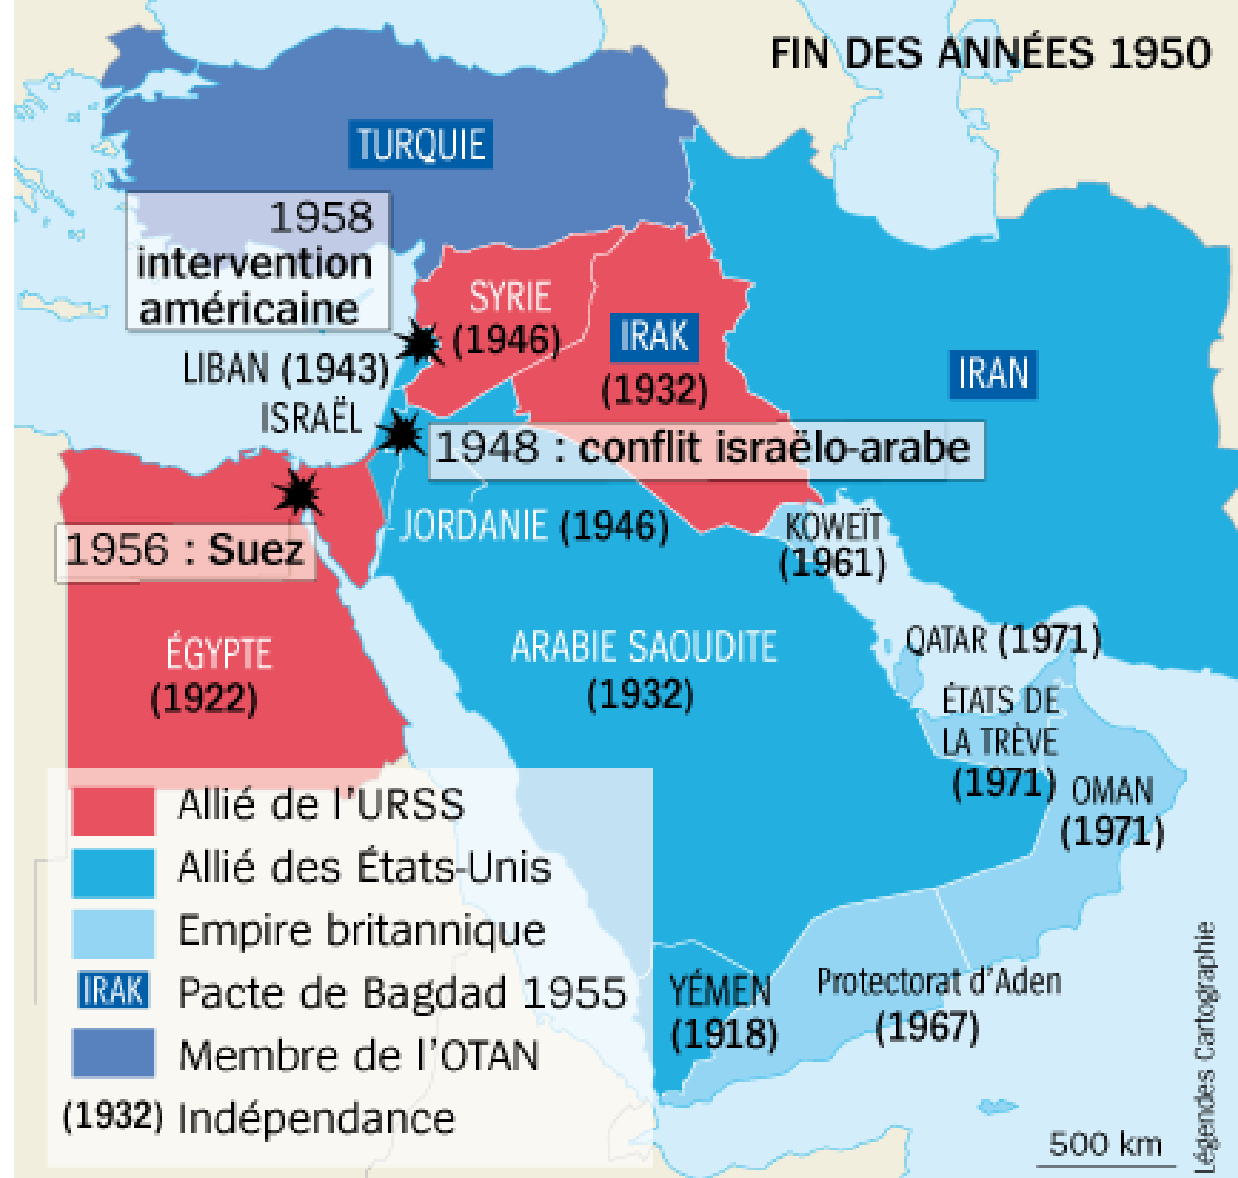 FIN DES ANNÉES 1950
TURQUIE
1958
intervention
américaine
SYRIE
(1946)
IRAK
(1932)
IRAN
LIBAN (1943)
ISRAËL
1948 : conflit israëlo-arabe
JORDANIE (1946)
KOWEÏT
(1961)
1956 : Suez
ÉGYPTE
(1922)
ARABIE SAOUDITE
(1932)
QATAR (1971)
ÉTATS DE
LA TRÈVE
(1971)
OMAN
(1971)
YÉMEN
(1918)
Protectorat d'Aden
(1967)
Allié de l'URSS
Allié des États-Unis
Empire britannique
IRAK Pacte de Bagdad 1955
Membre de l'OTAN
(1932) Indépendance
500 km
Légendes Cartographie